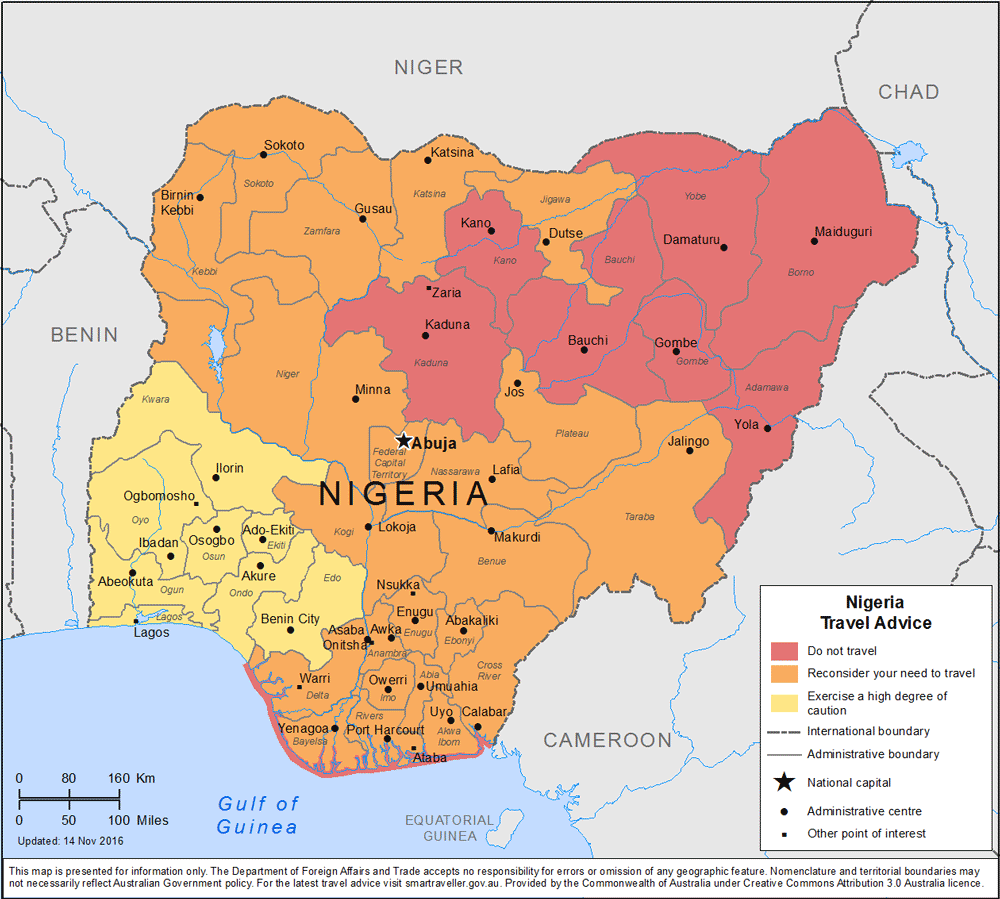 NIGER
CHAD
Sokoto
Katsina
Sokoto
Katsina
Birnin
Kebbi
Gusau
Jigawa
Yobe
Zamfara
Kano
Dutse
Damaturu
Maiduguri
Kano
Bauchi
Borno
Kebbi
Zaria
BENIN
Kaduna
Bauchi
Gombe
Kaduna
Gombe
Niger
Adamawa
Minna
Jos
Kwara
Yola
Abuja
Plateau
Jalingo
Federal
Capital
Territory
Nassarawa
Lafia
Ilorin
NIGERIA
Ogbomosho
Oyo
Taraba
Kogi
Lokoja
Makurdi
Ibadan
Osogbo
Ado-Ekiti
Ekiti
Osun
Benue
Abeokuta
Akure
Edo
Ogun
Ondo
Nsukka
Lagos
Lagos
Benin City
Enugu
Enugu
Abakaliki
Ebonyi
Asaba
Awka
Onitsha
Anambra
Cross
River
Warri
Delta
Owerri
Imo
Abia
Umuahia
Rivers
Uyo
Calabar
Yenagoa
Bayelsa
Port Harcourt
Akwa
Ibom
Ataba
CAMEROON
Gulf of
Guinea
EQUATORIAL
GUINEA
0 80 160 Km
0 50 100 Miles
Updated: 14 Nov 2016
Nigeria
Travel Advice
Do not travel
Reconsider your need to travel
Exercise a high degree of
caution
International boundary
Administrative boundary
National capital
Administrative centre
Other point of interest
This map is presented for information only. The Department of Foreign Affairs and Trade accepts no responsibility for errors or omission of any geographic feature. Nomenclature and territorial boundaries may
not necessarily reflect Australian Government policy. For the latest travel advice visit smartraveller.gov.au. Provided by the Commonwealth of Australia under Creative Commons Attribution 3.0 Australia licence.